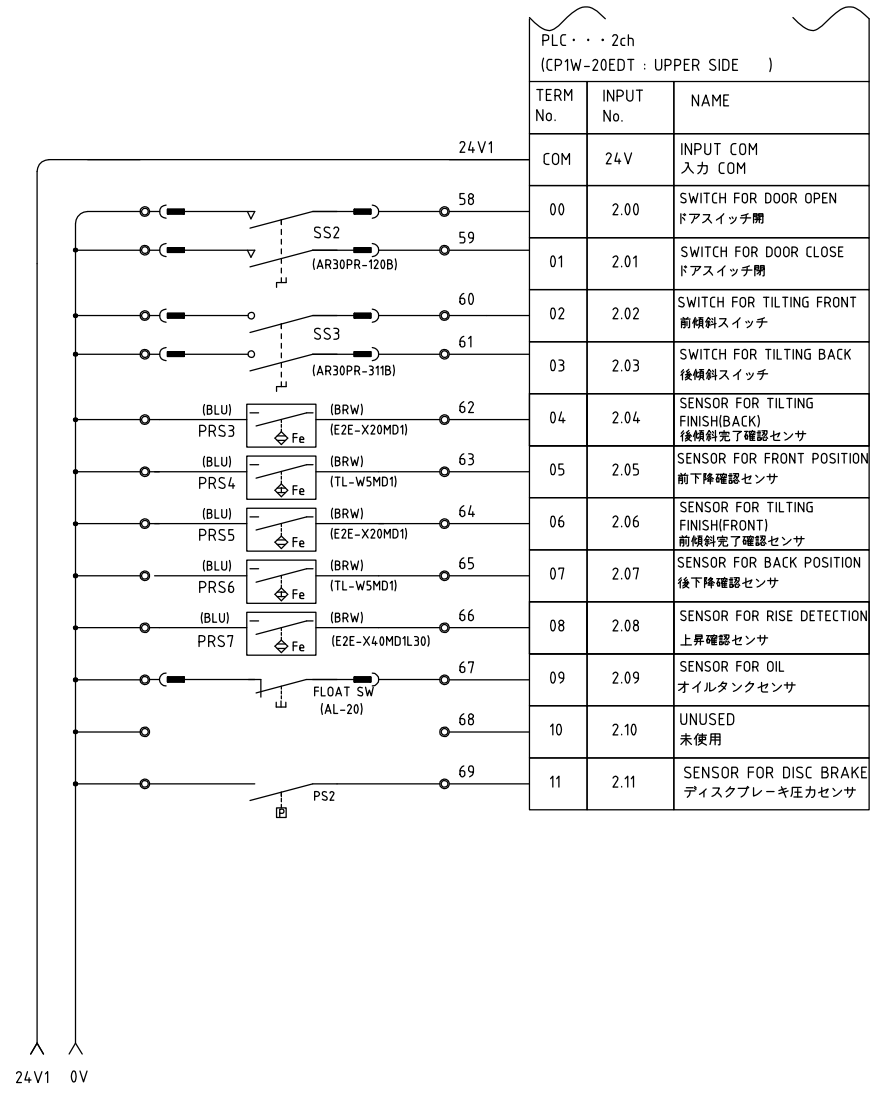 PLC・・・2ch
(CP1W-20EDT : UPPER SIDE )
TERM No.
INPUT No.
NAME
24V1
COM
24V
INPUT COM
入力 COM
58
00
2.00
SWITCH FOR DOOR OPEN
ドアスイッチ開
SS2
(AR30PR-120B)
59
01
2.01
SWITCH FOR DOOR CLOSE
ドアスイッチ閉
60
02
2.02
SWITCH FOR TILTING FRONT
前傾斜スイッチ
SS3
(AR30PR-311B)
61
03
2.03
SWITCH FOR TILTING BACK
後傾斜スイッチ
(BLU)
PRS3
Fe
(BRW)
(E2E-X20MD1)
62
04
2.04
SENSOR FOR TILTING
FINISH(BACK)
後傾斜完了確認センサ
(BLU)
PRS4
Fe
(BRW)
(TL-W5MD1)
63
05
2.05
SENSOR FOR FRONT POSITION
前下降確認センサ
(BLU)
PRS5
Fe
(BRW)
(E2E-X20MD1)
64
06
2.06
SENSOR FOR TILTING
FINISH(FRONT)
前傾斜完了確認センサ
(BLU)
PRS6
Fe
(BRW)
(TL-W5MD1)
65
07
2.07
SENSOR FOR BACK POSITION
後下降確認センサ
(BLU)
PRS7
Fe
(BRW)
(E2E-X40MD1L30)
66
08
2.08
SENSOR FOR RISE DETECTION
上昇確認センサ
FLOAT SW
(AL-20)
67
09
2.09
SENSOR FOR OIL
オイルタンクセンサ
68
10
2.10
UNUSED
未使用
P
PS2
69
11
2.11
SENSOR FOR DISC BRAKE
ディスクブレーキ圧力センサ
24V1 0V